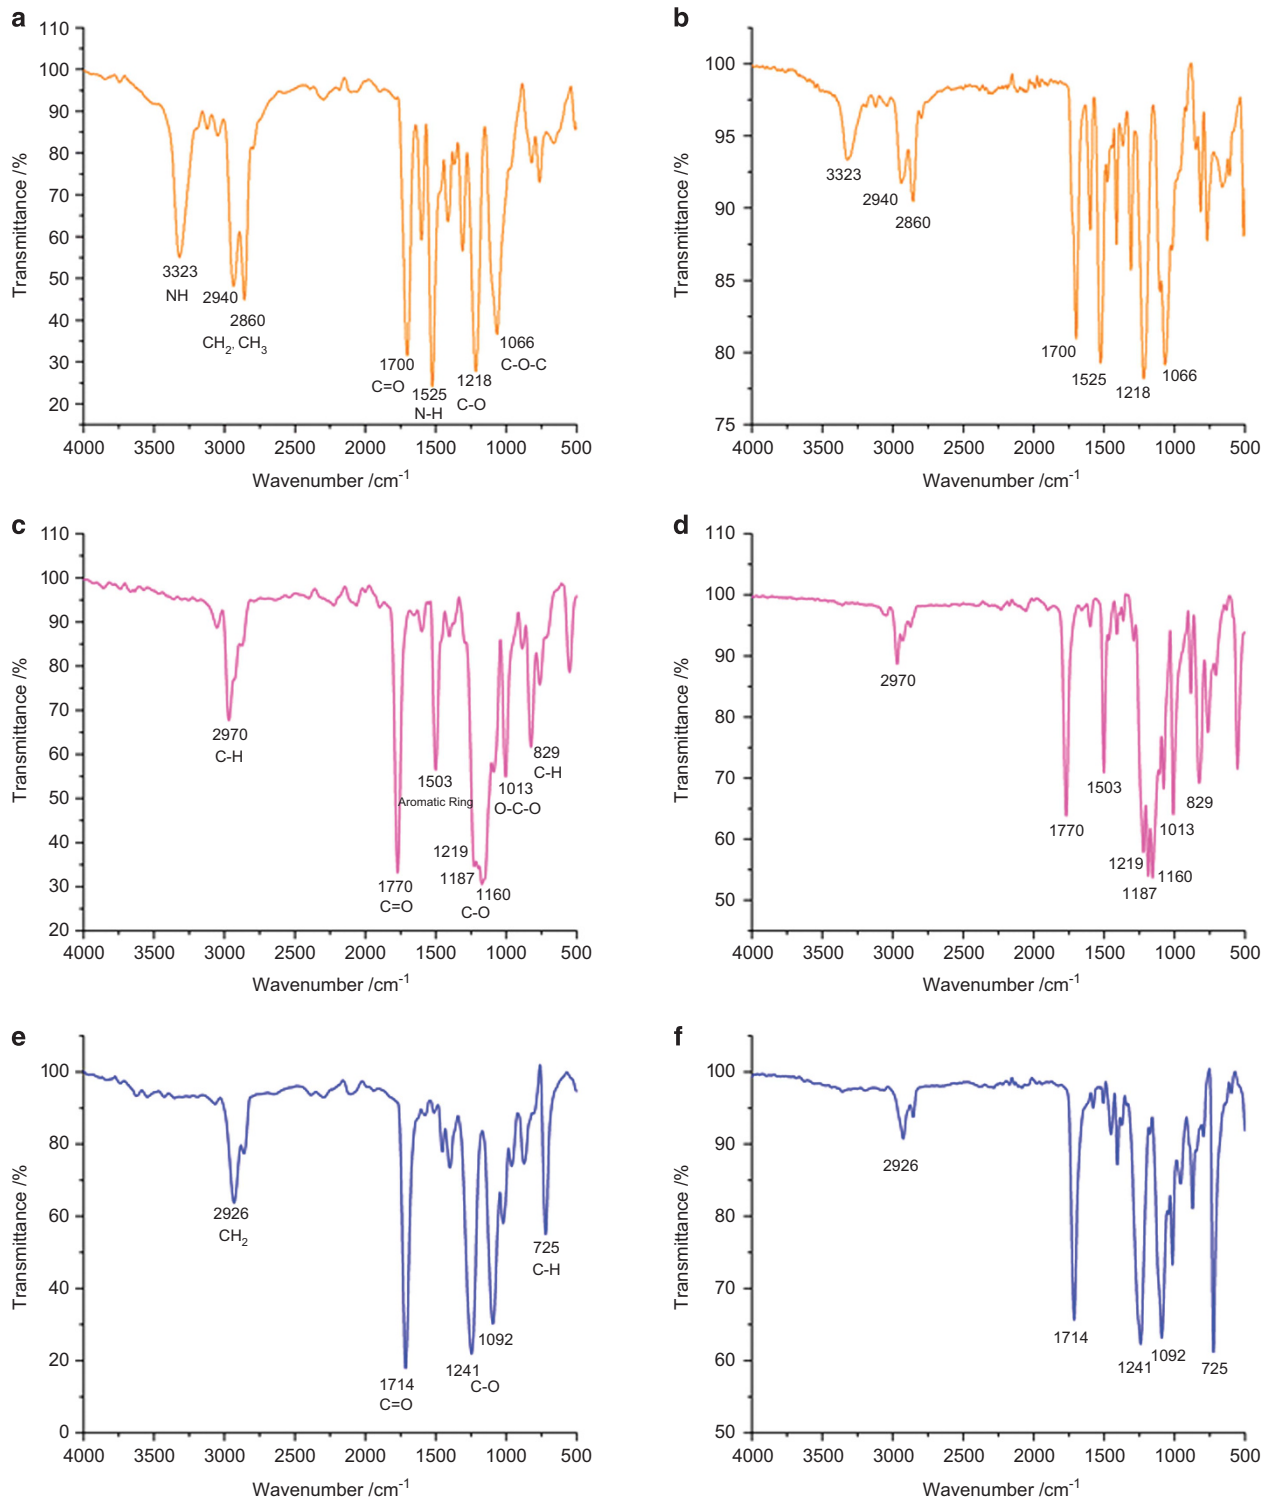 a
110
100
90
80
70
60
50
40
30
20
Transmittance /%
3323
NH
2940
2860
CH2, CH3
1700
C=O
1525
N-H
1218
C-O
1066
C-O-C
4000 3500 3000 2500 2000 1500 1000 500
Wavenumber /cm-1
b
100
95
90
85
80
75
Transmittance /%
3323
2940
2860
1700
1525
1218
1066
4000 3500 3000 2500 2000 1500 1000 500
Wavenumber /cm-1
c
110
100
90
80
70
60
50
40
30
20
Transmittance /%
2970
C-H
1770
C=O
1503
Aromatic Ring
1219
1187
1160
C-O
1013
O-C-O
829
C-H
4000 3500 3000 2500 2000 1500 1000 500
Wavenumber /cm-1
d
110
100
90
80
70
60
50
Transmittance /%
2970
1770
1503
1219
1187
1160
1013
829
4000 3500 3000 2500 2000 1500 1000 500
Wavenumber /cm-1
e
100
80
60
40
20
0
Transmittance /%
2926
CH2
1714
C=O
1241
C-O
1092
725
C-H
4000 3500 3000 2500 2000 1500 1000 500
Wavenumber /cm-1
f
100
90
80
70
60
50
Transmittance /%
2926
1714
1241
1092
725
4000 3500 3000 2500 2000 1500 1000 500
Wavenumber /cm-1